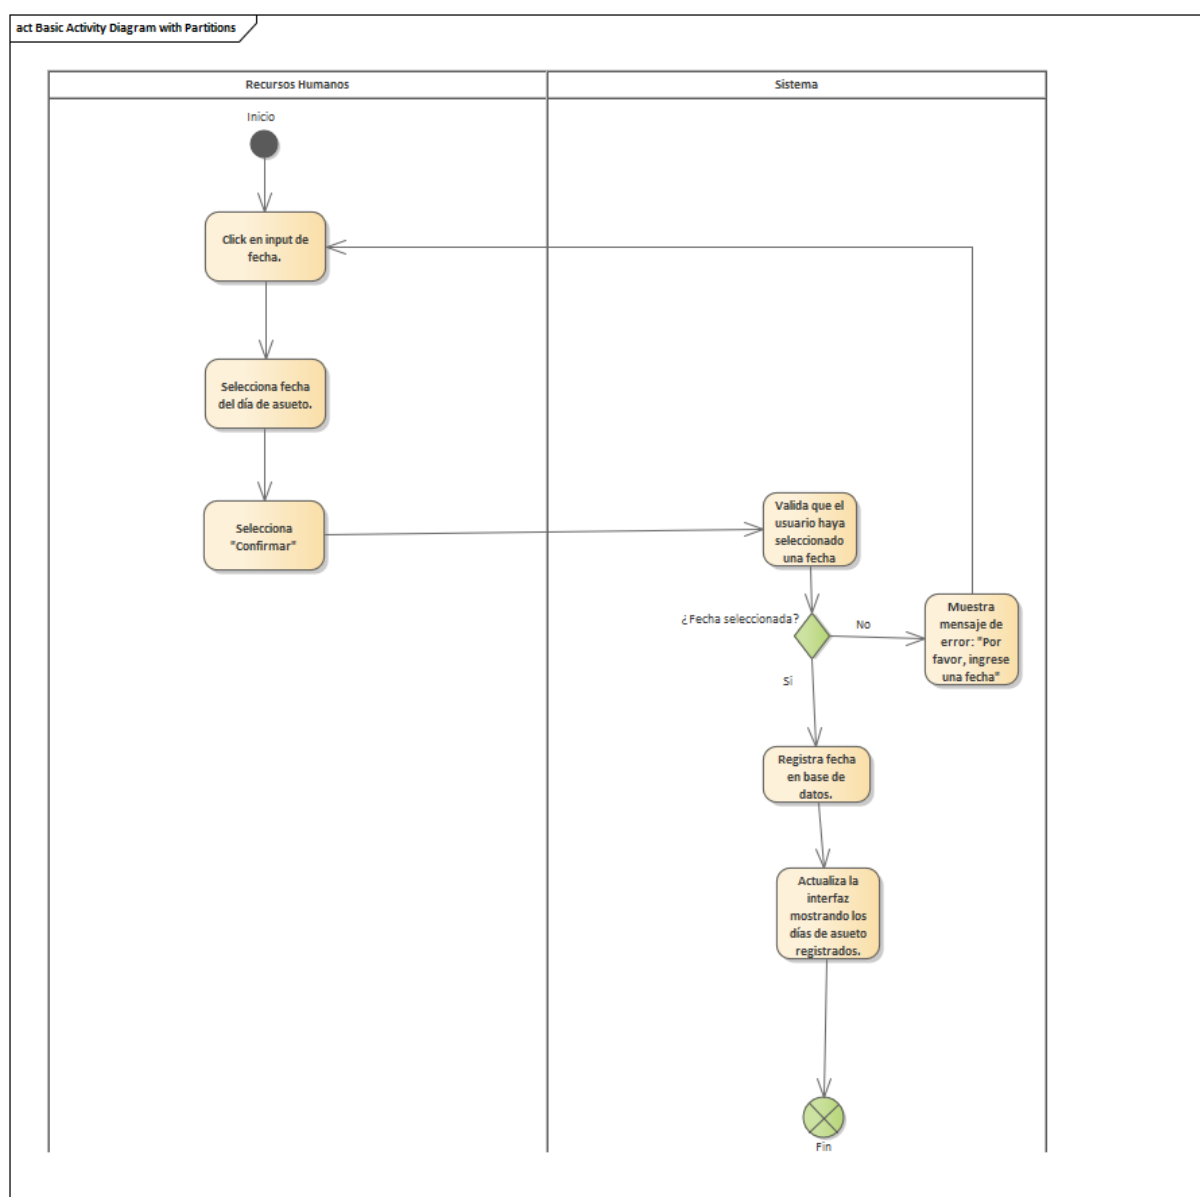 act Basic Activity Diagram with Partitions
Recursos Humanos
Sistema
Inicio
Click en input de
fecha.
Selecciona fecha
del día de asueto.
Selecciona
"Confirmar"
Valida que el
usuario haya
seleccionado
una fecha
¿Fecha seleccionada?
No
Muestra
mensaje de
error: "Por
favor, ingrese
una fecha"
Sí
Registra fecha
en base de
datos.
Actualiza la
interfaz
mostrando los
días de asueto
registrados.
Fin